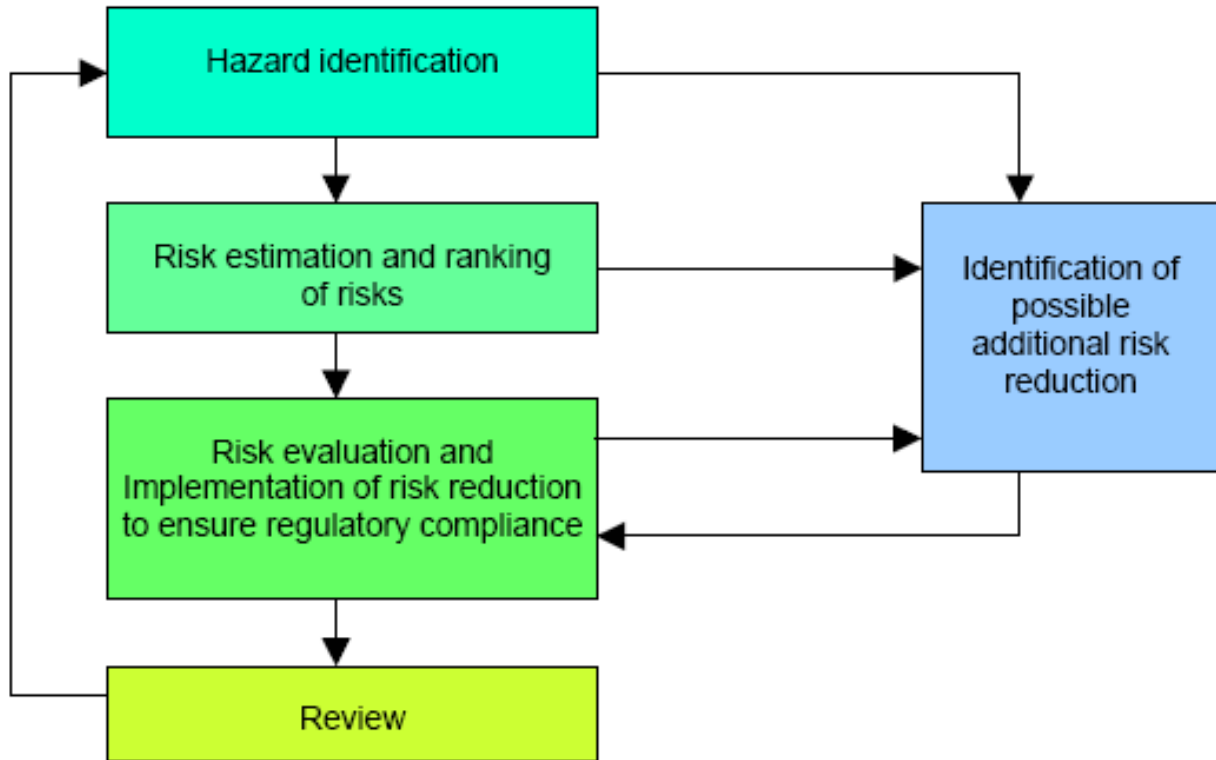 Hazard identification
Risk estimation and ranking
of risks
Identification of
possible
additional risk
reduction
Risk evaluation and
Implementation of risk reduction
to ensure regulatory compliance
Review